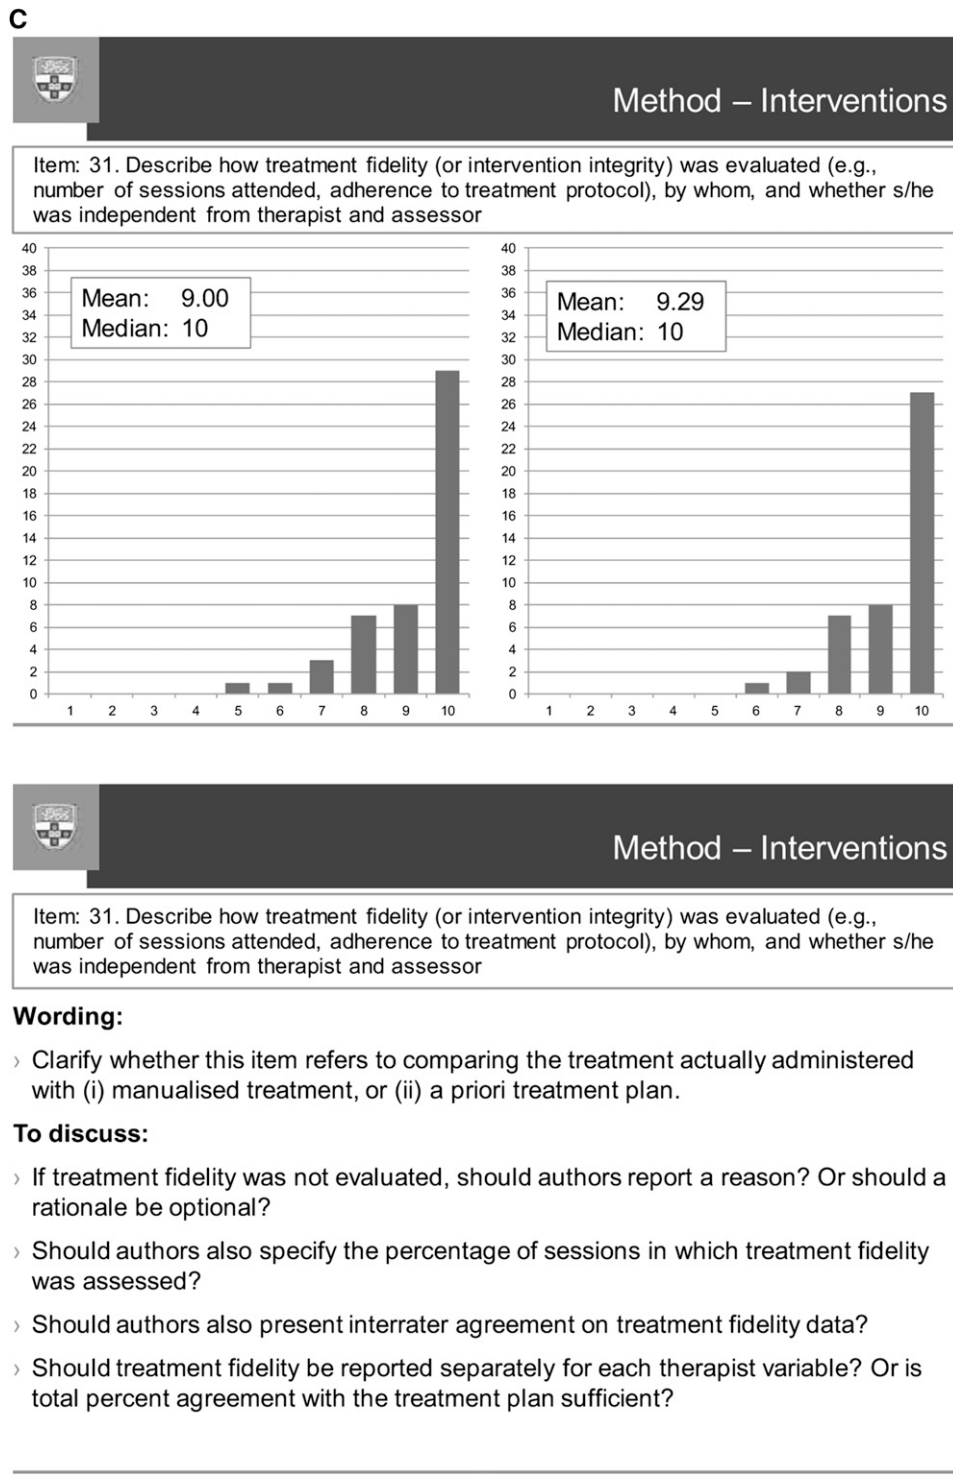 C
Method – Interventions
Item: 31. Describe how treatment fidelity (or intervention integrity) was evaluated (e.g.,
number of sessions attended, adherence to treatment protocol), by whom, and whether s/he
was independent from therapist and assessor
40
38
36
34
32
30
28
26
24
22
20
18
16
14
12
10
8
6
4
2
0
Mean: 9.00
Median: 10
1 2 3 4 5 6 7 8 9 10
40
38
36
34
32
30
28
26
24
22
20
18
16
14
12
10
8
6
4
2
0
Mean: 9.29
Median: 10
1 2 3 4 5 6 7 8 9 10
Method – Interventions
Item: 31. Describe how treatment fidelity (or intervention integrity) was evaluated (e.g.,
number of sessions attended, adherence to treatment protocol), by whom, and whether s/he
was independent from therapist and assessor
Wording:
› Clarify whether this item refers to comparing the treatment actually administered
with (i) manualised treatment, or (ii) a priori treatment plan.
To discuss:
› If treatment fidelity was not evaluated, should authors report a reason? Or should a
rationale be optional?
› Should authors also specify the percentage of sessions in which treatment fidelity
was assessed?
› Should authors also present interrater agreement on treatment fidelity data?
› Should treatment fidelity be reported separately for each therapist variable? Or is
total percent agreement with the treatment plan sufficient?